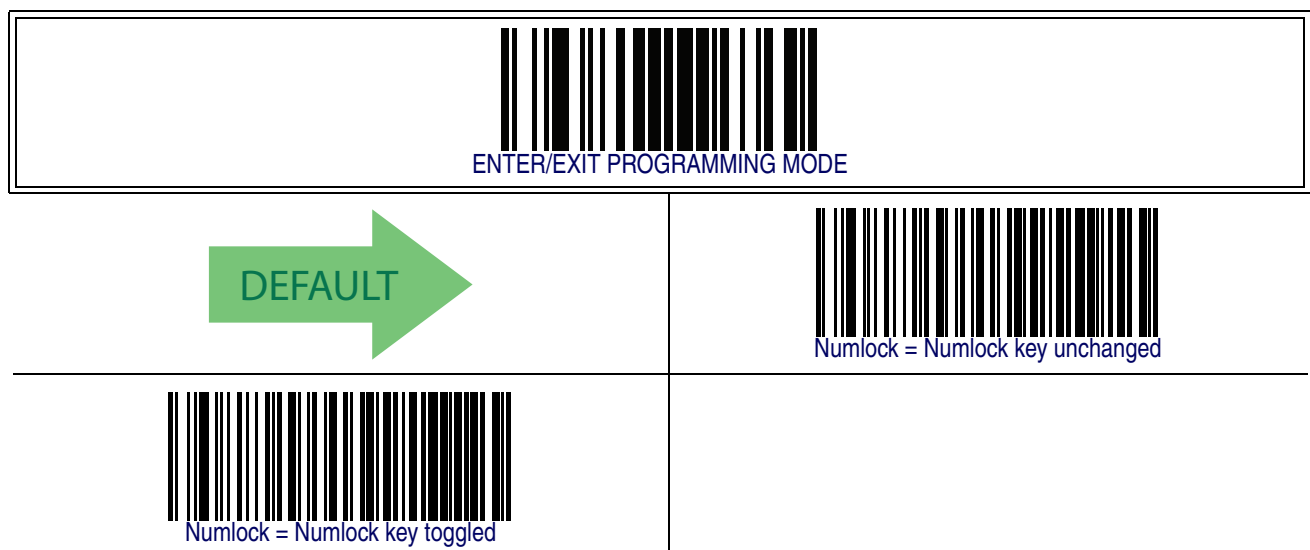 ENTER/EXIT PROGRAMMING MODE
DEFAULT
Numlock = Numlock key unchanged
Numlock = Numlock key toggled